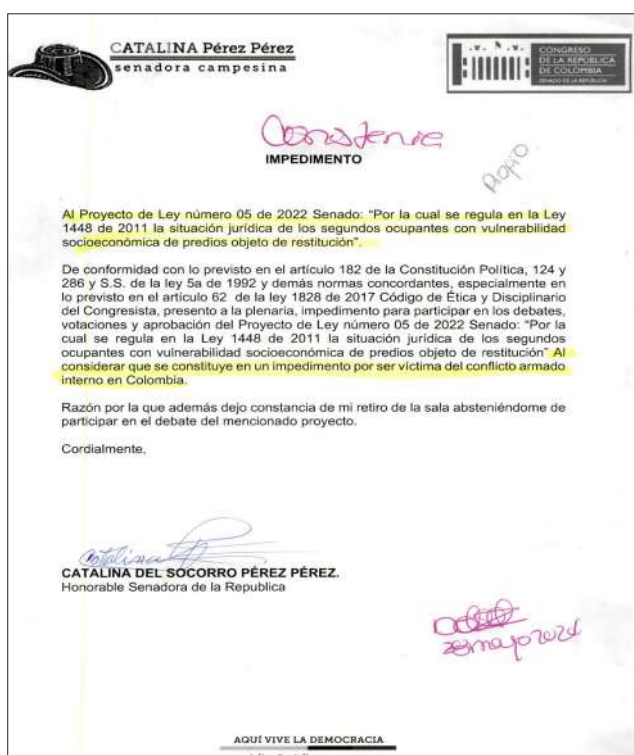 CATALINA Pérez Pérez
senadora campesina
CONGRESO
DE LA REPÚBLICA
DE COLOMBIA
IMPEDIMENTO
Propio
Al Proyecto de Ley número 05 de 2022 Senado: “Por la cual se regula en la Ley
1448 de 2011 la situación jurídica de los segundos ocupantes con vulnerabilidad
socioeconómica de predios objeto de restitución”.
De conformidad con lo previsto en el artículo 182 de la Constitución Política, 124 y
286 y S.S. de la ley 5a de 1992 y demás normas concordantes, especialmente en
lo previsto en el artículo 62 de la ley 1828 de 2017 Código de Ética y Disciplinario
del Congresista, presento a la plenaria, impedimento para participar en los debates,
votaciones y aprobación del Proyecto de Ley número 05 de 2022 Senado: “Por la
cual se regula en la Ley 1448 de 2011 la situación jurídica de los segundos
ocupantes con vulnerabilidad socioeconómica de predios objeto de restitución” Al
considerar que se constituye en un impedimento por ser víctima del conflicto armado
interno en Colombia.
Razón por la que además dejo constancia de mi retiro de la sala absteniéndome de
participar en el debate del mencionado proyecto.
Cordialmente,
Catalina
CATALINA DEL SOCORRO PÉREZ PÉREZ.
Honorable Senadora de la Republica
28 mayo 2024
AQUÍ VIVE LA DEMOCRACIA